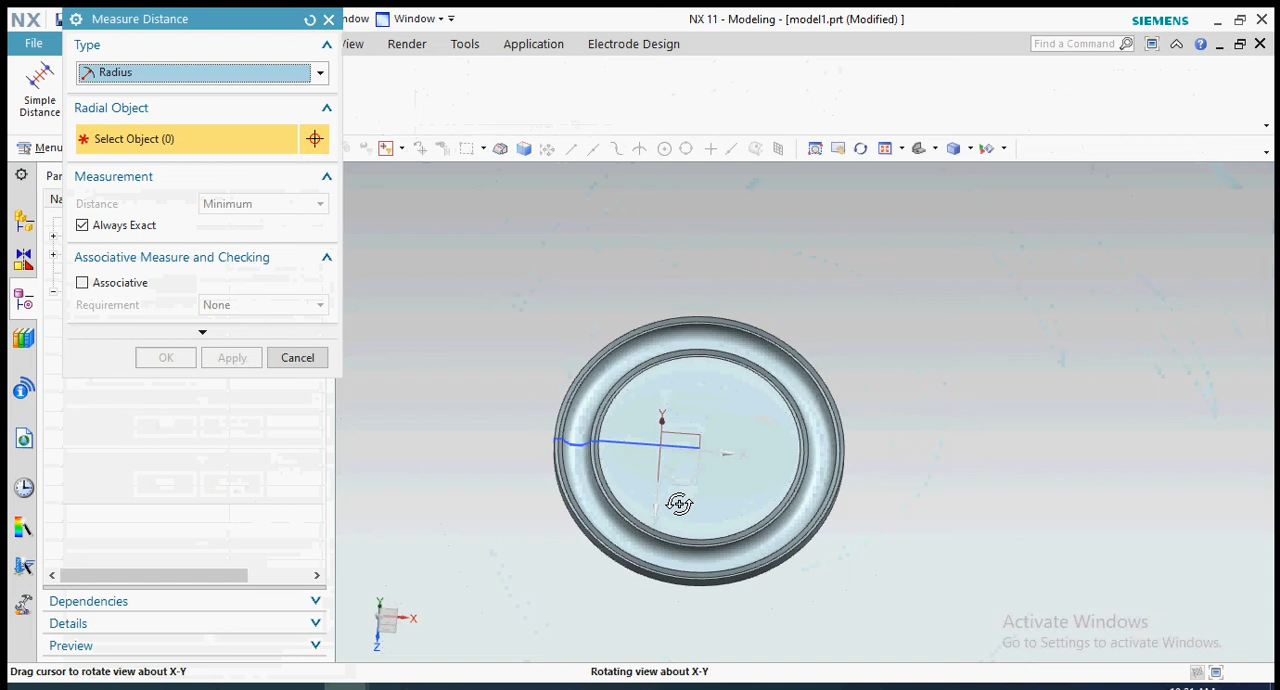 NX
Measure Distance
ndow
Window
NX 11 - Modeling - [model1.prt (Modified) ]
SIEMENS
File
Type
iew
Render
Tools
Application
Electrode Design
Find a Command
Radius
Simple
Distance
Radial Object
Select Object (0)
Menu
Measurement
Par
Distance
Minimum
Na
Always Exact
Associative Measure and Checking
Associative
Requirement
None
OK
Apply
Cancel
Y
X
Y
X
Z
Dependencies
Details
Preview
Activate Windows
Go to Settings to activate Windows.
Drag cursor to rotate view about X-Y
Rotating view about X-Y